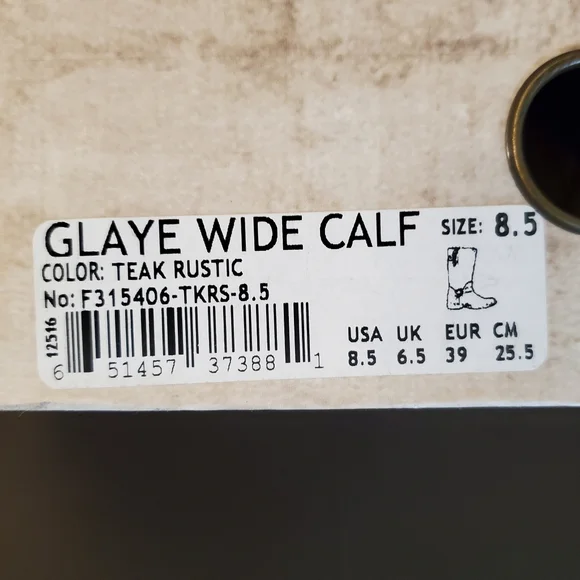 GLAYE WIDE CALF SIZE: 8.5
COLOR: TEAK RUSTIC
No: F315406-TKRS-8.5
12516
USA UK EUR CM
8.5 6.5 39 25.5
6 51457 37388 1